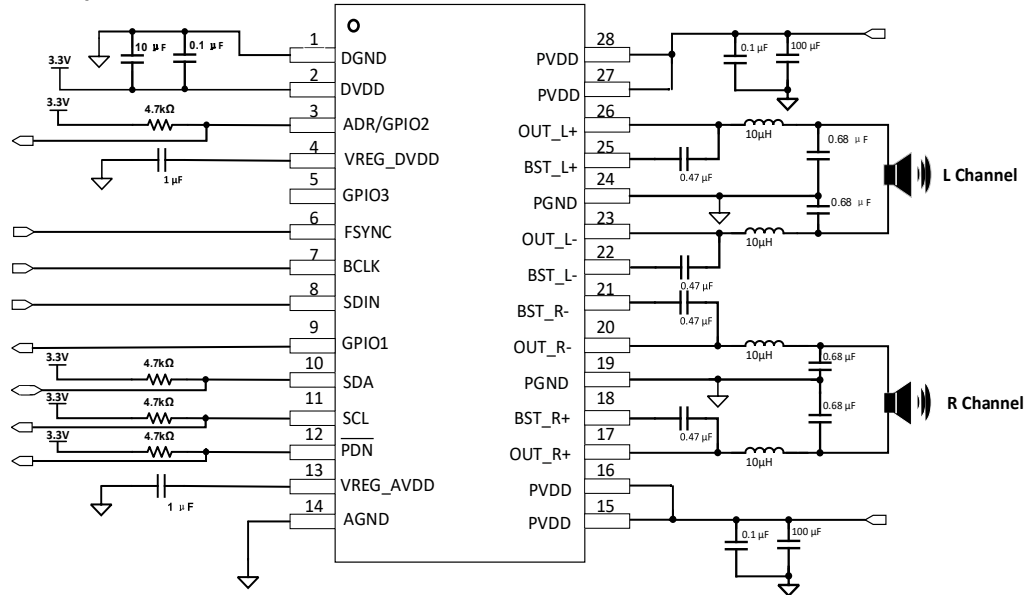 10 μF
0.1 μF
3.3V
1
DGND
2
DVDD
3.3V
4.7kΩ
3
ADR/GPIO2
4
VREG_DVDD
1 μF
5
GPIO3
6
FSYNC
7
BCLK
8
SDIN
9
GPIO1
3.3V
4.7kΩ
10
SDA
3.3V
4.7kΩ
11
SCL
3.3V
4.7kΩ
12
PDN
13
VREG_AVDD
1 μF
14
AGND
28
PVDD
0.1 μF
100 μF
27
PVDD
26
OUT_L+
10μH
25
BST_L+
0.47 μF
0.68 μF
24
PGND
L Channel
0.68 μF
23
OUT_L-
10μH
22
BST_L-
0.47 μF
21
BST_R-
0.47 μF
20
OUT_R-
10μH
0.68 μF
19
PGND
R Channel
18
BST_R+
0.47 μF
0.68 μF
17
OUT_R+
10μH
16
PVDD
15
PVDD
0.1 μF
100 μF